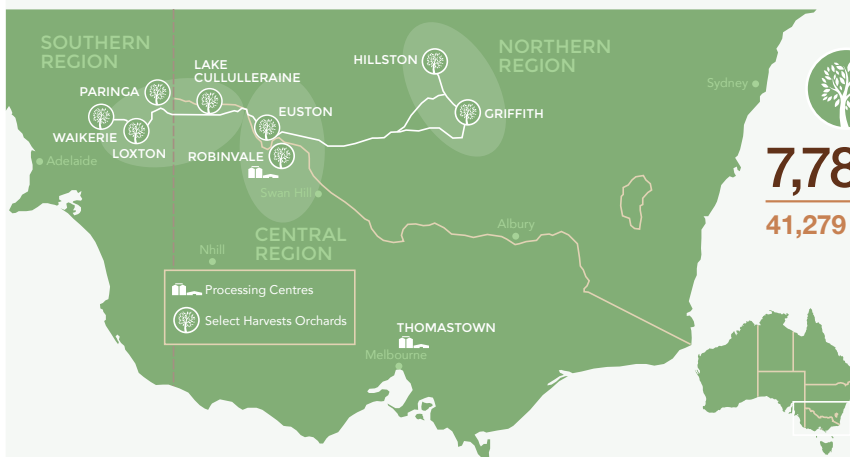 SOUTHERN
REGION
LAKE
CULLULLERAINE
PARINGA
WAIKERIE
LOXTON
Adelaide
EUSTON
ROBINVALE
Swan Hill
CENTRAL
REGION
HILLSTON
NORTHERN
REGION
GRIFFITH
Sydney
Albury
Nhill
Processing Centres
Select Harvests Orchards
THOMASTOWN
Melbourne
7,78
41,279